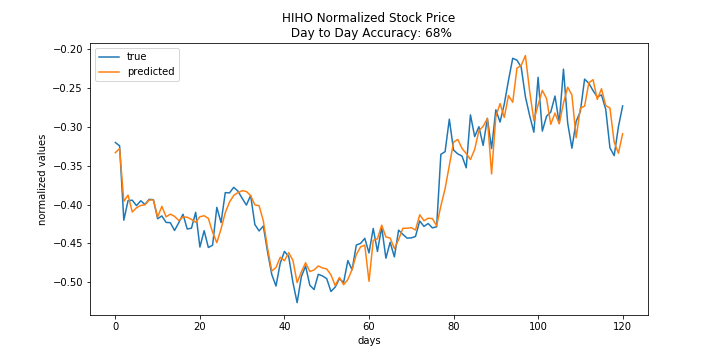 HIHO Normalized Stock Price
Day to Day Accuracy: 68%
true
predicted
normalized values
−0.20
−0.25
−0.30
−0.35
−0.40
−0.45
−0.50
0
20
40
60
80
100
120
days